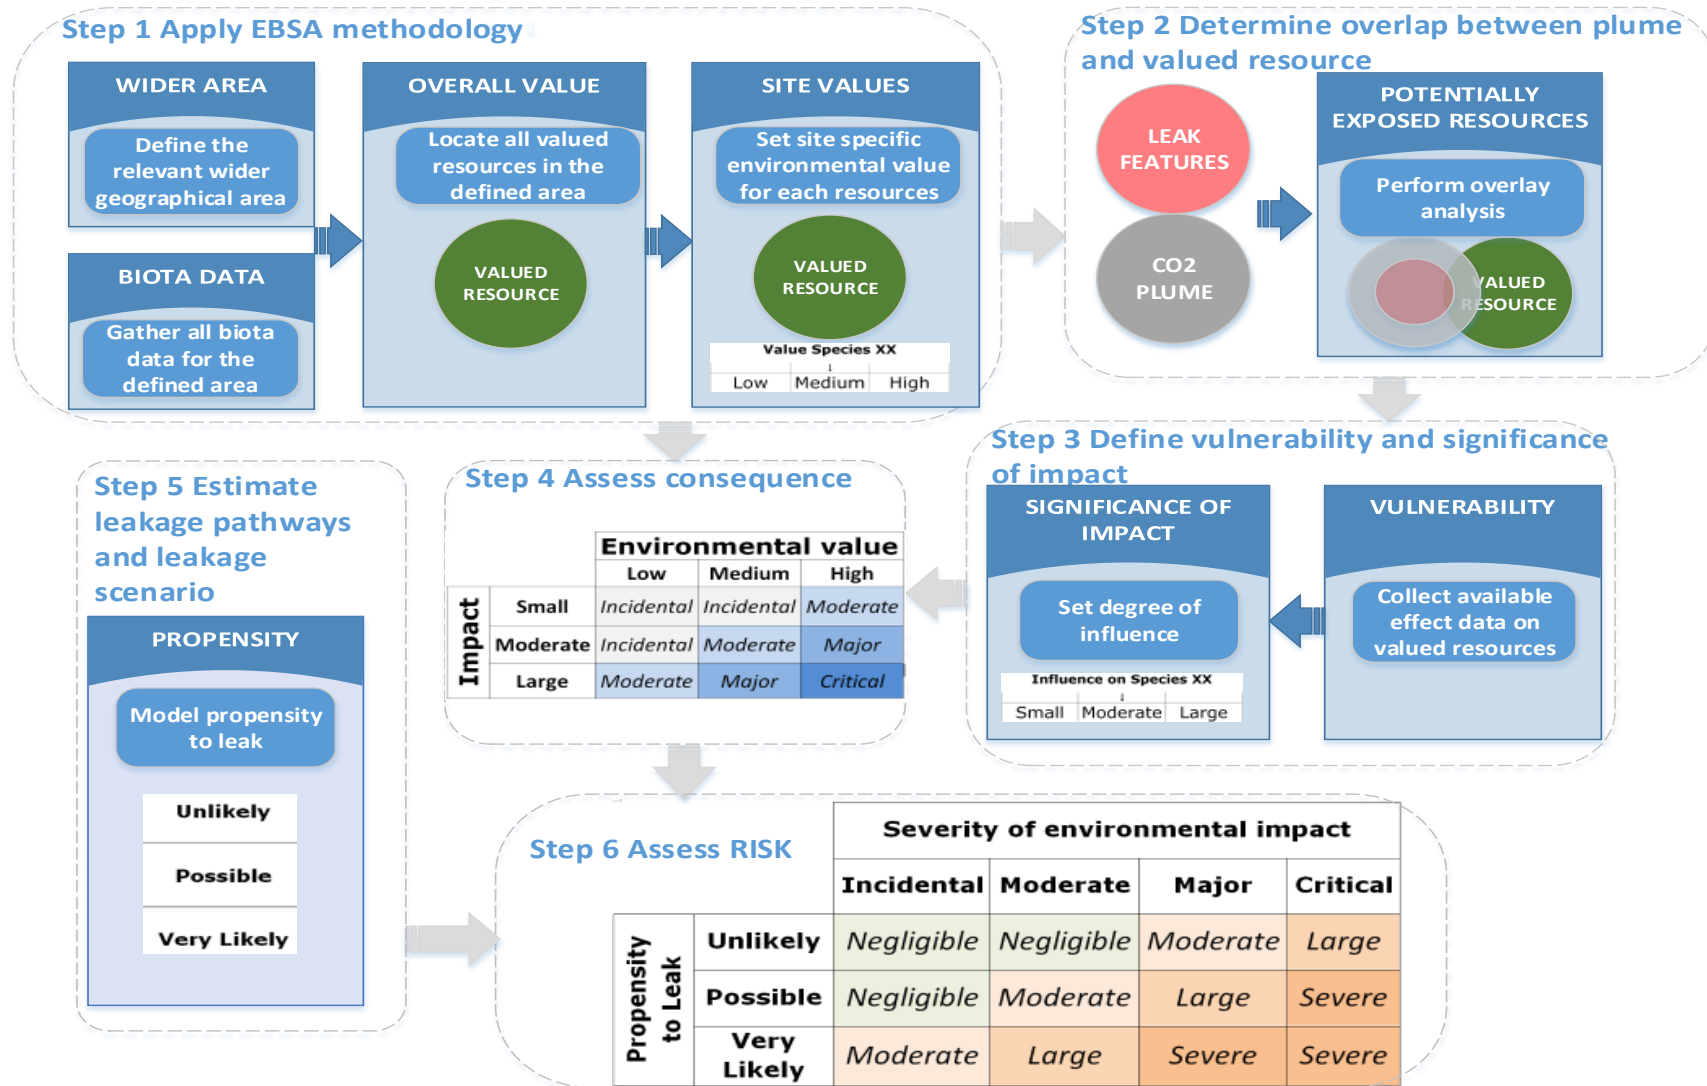 Step 1 Apply EBSA methodology
WIDER AREA
Define the
relevant wider
geographical area
BIOTA DATA
Gather all biota
data for the
defined area
OVERALL VALUE
Locate all valued
resources in the
defined area
VALUED
RESOURCE
SITE VALUES
Set site specific
environmental value
for each resources
VALUED
RESOURCE
Value Species XX
↓
Low Medium High
Step 2 Determine overlap between plume
and valued resource
LEAK
FEATURES
CO2
PLUME
POTENTIALLY
EXPOSED RESOURCES
Perform overlay
analysis
VALUED
RESOURCE
Step 3 Define vulnerability and significance
of impact
SIGNIFICANCE OF
IMPACT
Set degree of
influence
Influence on Species XX
↓
Small Moderate Large
VULNERABILITY
Collect available
effect data on
valued resources
Step 4 Assess consequence
Environmental value
Low Medium High
Impact
Small Incidental Incidental Moderate
Moderate Incidental Moderate Major
Large Moderate Major Critical
Step 5 Estimate
leakage pathways
and leakage
scenario
PROPENSITY
Model propensity
to leak
Unlikely
Possible
Very Likely
Step 6 Assess RISK
Severity of environmental impact
Incidental Moderate Major Critical
Propensity
to Leak
Unlikely Negligible Negligible Moderate Large
Possible Negligible Moderate Large Severe
Very
Likely Moderate Large Severe Severe